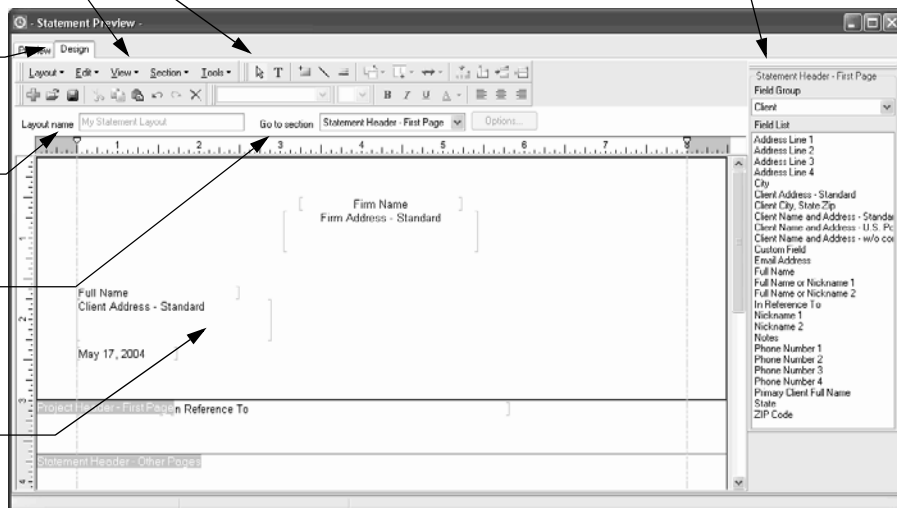 - Statement Preview -
Preview Design
Layout Edit View Section Tools
T
B I U A
Layout name My Statement Layout Go to section Statement Header - First Page Options...
1 2 3 4 5 6 7 8
Firm Name
Firm Address - Standard
1
Full Name
Client Address - Standard
2
May 17, 2004
3
Project Header - First Page n Reference To
Statement Header - Other Pages
4
Statement Header - First Page
Field Group
Client
Field List
Address Line 1
Address Line 2
Address Line 3
Address Line 4
City
Client Address - Standard
Client City, State Zip
Client Name and Address - Standa
Client Name and Address - U.S. Po
Client Name and Address - w/o co
Custom Field
Email Address
Full Name
Full Name or Nickname 1
Full Name or Nickname 2
In Reference To
Nickname 1
Nickname 2
Notes
Phone Number 1
Phone Number 2
Phone Number 3
Phone Number 4
Primary Client Full Name
State
ZIP Code